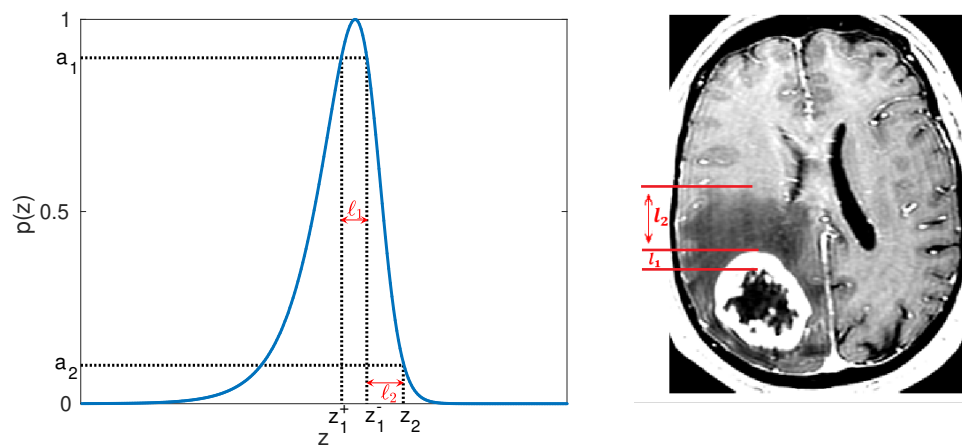 1
a₁
p(z)
0.5
ℓ₁
a₂
ℓ₂
0
z₁⁺ z₁⁻ z₂
z
l₂
l₁